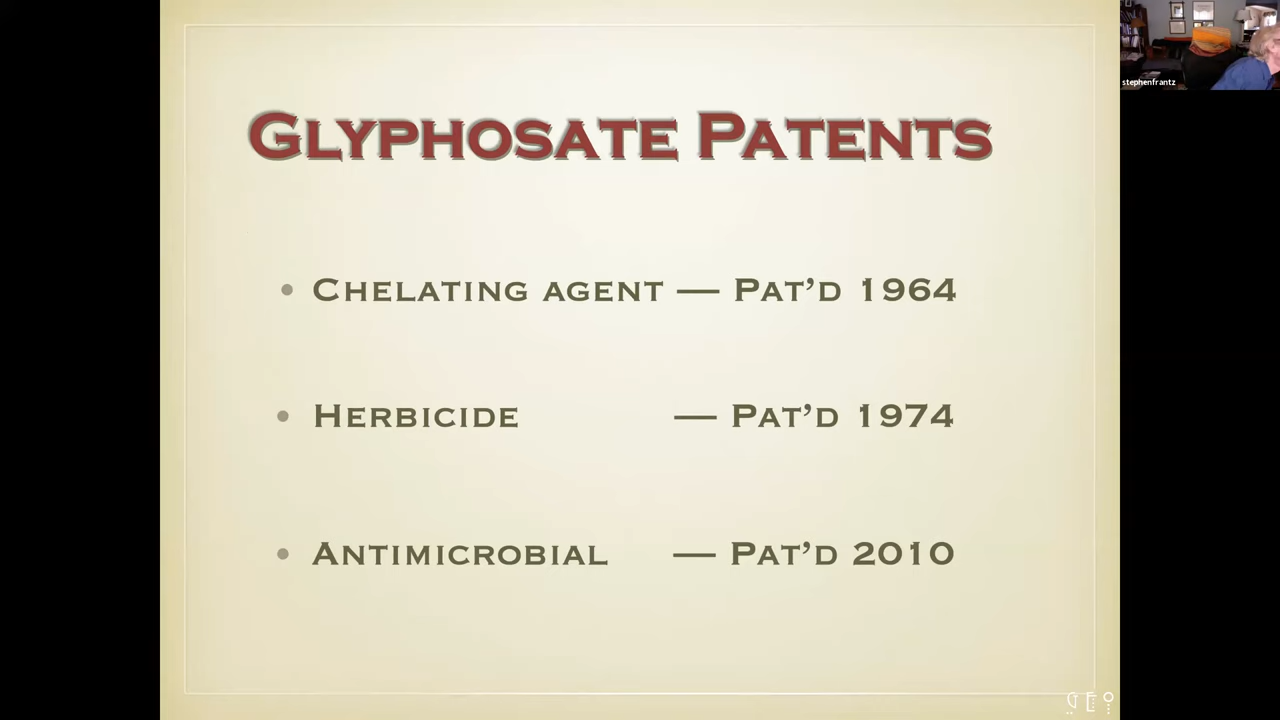 Glyphosate Patents
• Chelating agent — Pat’d 1964
• Herbicide — Pat’d 1974
• Antimicrobial — Pat’d 2010
stephenfrantz